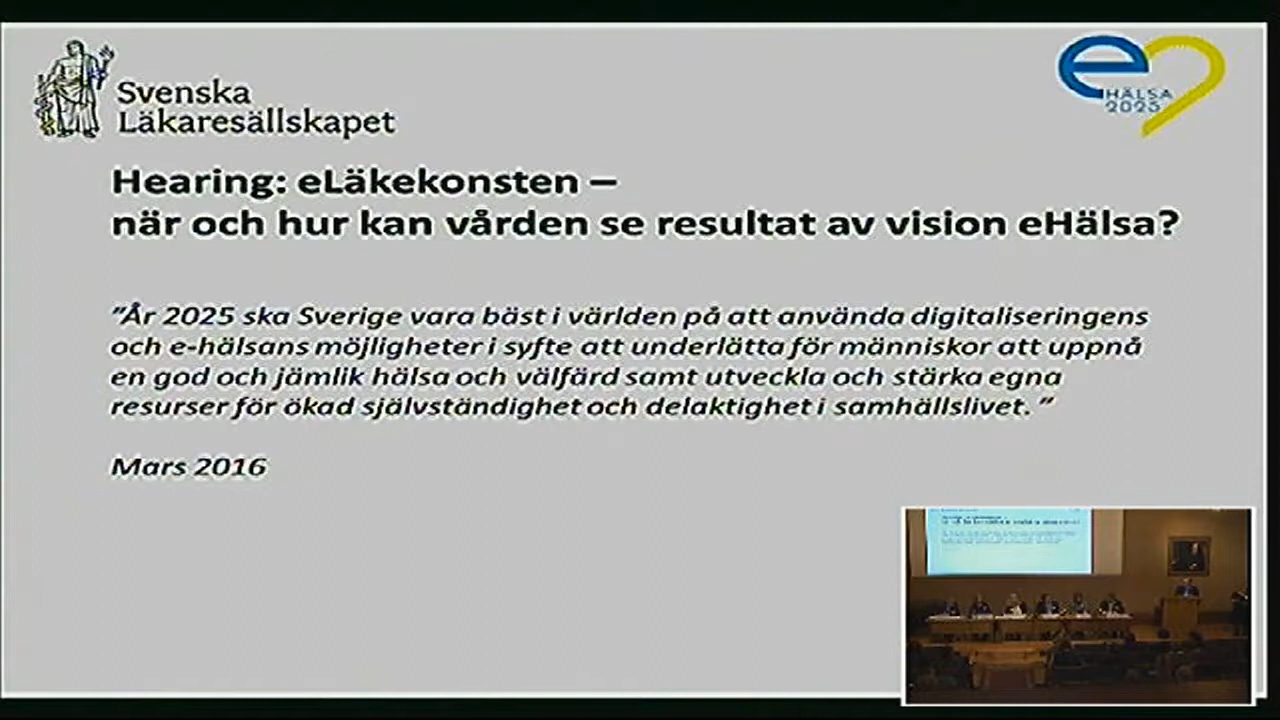 Svenska
Läkaresällskapet
e
HÄLSA
2025
Hearing: eLäkekonsten –
när och hur kan vården se resultat av vision eHälsa?
”År 2025 ska Sverige vara bäst i världen på att använda digitaliseringens
och e-hälsans möjligheter i syfte att underlätta för människor att uppnå
en god och jämlik hälsa och välfärd samt utveckla och stärka egna
resurser för ökad självständighet och delaktighet i samhällslivet. ”
Mars 2016